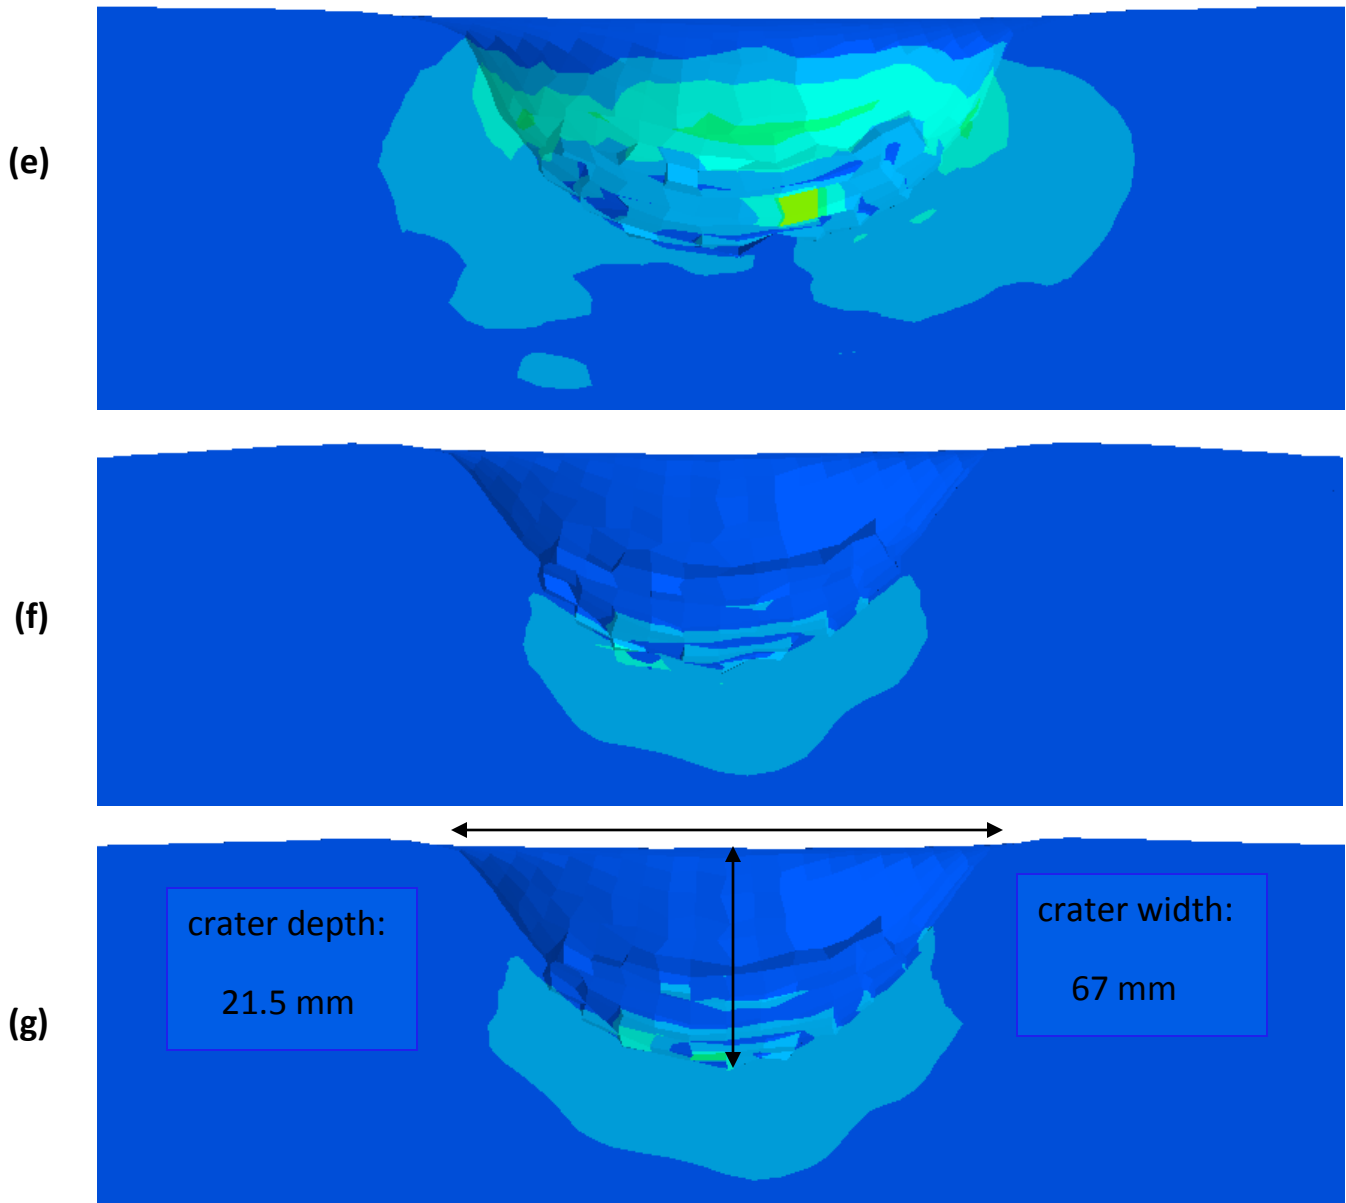 (e)
(f)
(g)
crater depth:
21.5 mm
crater width:
67 mm